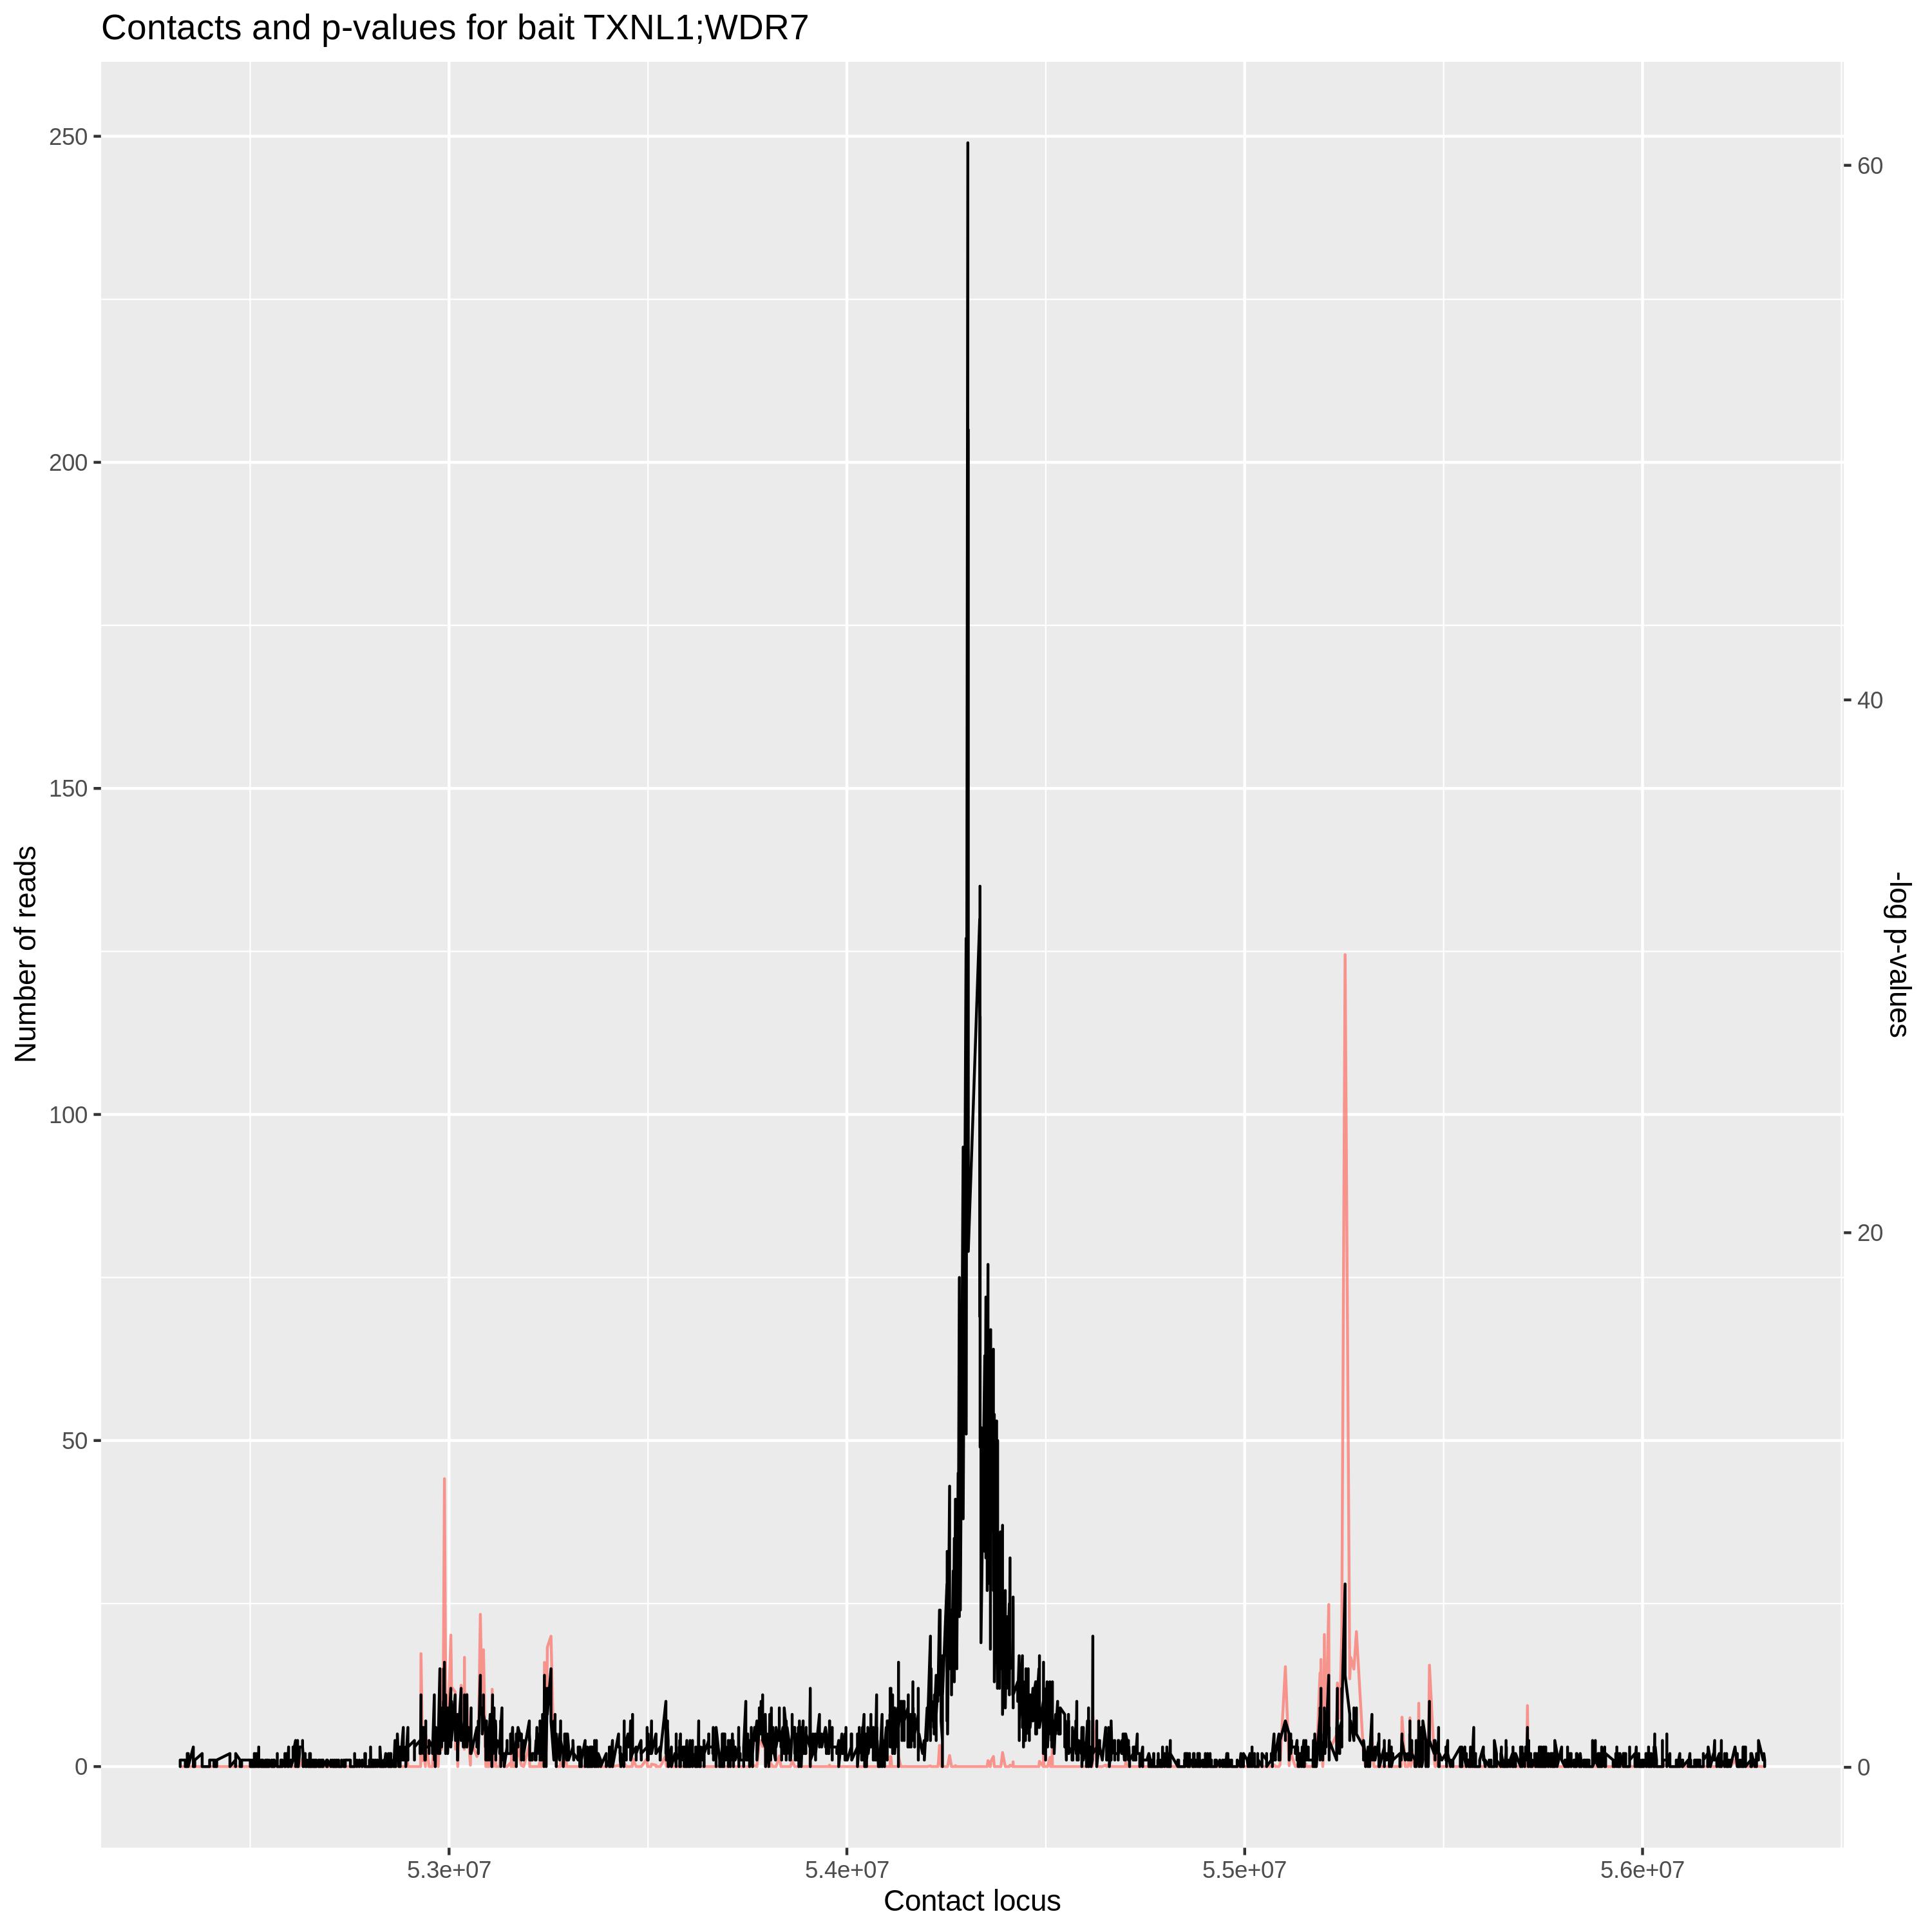 Contacts and p-values for bait TXNL1;WDR7
250
200
150
100
50
0
Number of reads
60
40
20
0
-log p-values
5.3e+07
5.4e+07
5.5e+07
5.6e+07
Contact locus